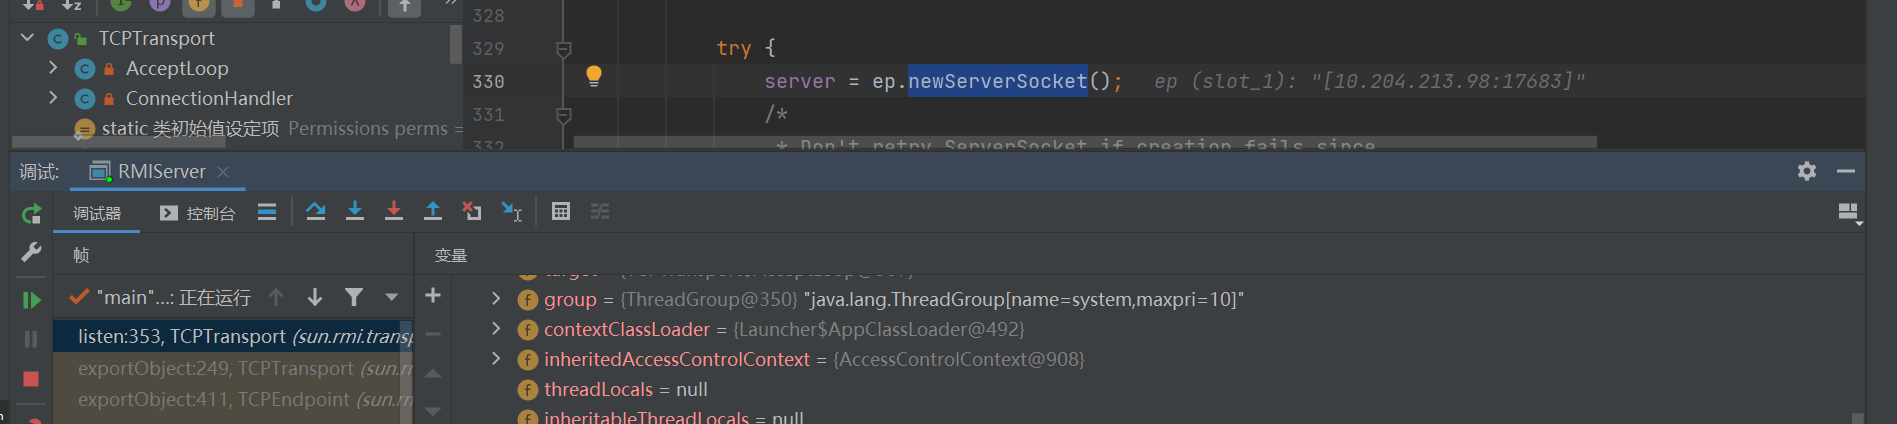 328
TCPTransport
329 try {
AcceptLoop
330 server = ep.newServerSocket(); ep (slot_1): "[10.204.213.98:17683]"
ConnectionHandler
331 /*
static 类初始值设定项 Permissions perms =
332 * Don't retry ServerSocket if creation fails since
调试: RMIServer
调试器 控制台
帧
变量
"main"...: 正在运行
group = {ThreadGroup@350} "java.lang.ThreadGroup[name=system,maxpri=10]"
listen:353, TCPTransport (sun.rmi.transp
contextClassLoader = {Launcher$AppClassLoader@492}
exportObject:249, TCPTransport (sun.r
inheritedAccessControlContext = {AccessControlContext@908}
exportObject:411, TCPEndpoint (sun.r
threadLocals = null
inheritableThreadLocals = null